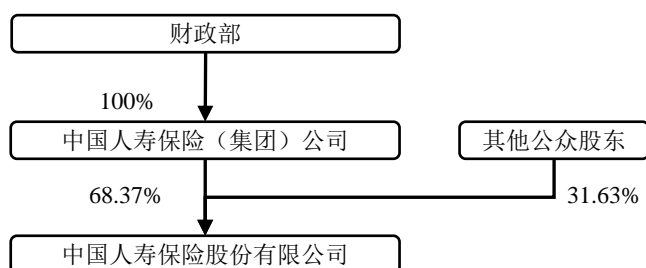 财政部
100%
中国人寿保险（集团）公司
其他公众股东
68.37%
31.63%
中国人寿保险股份有限公司